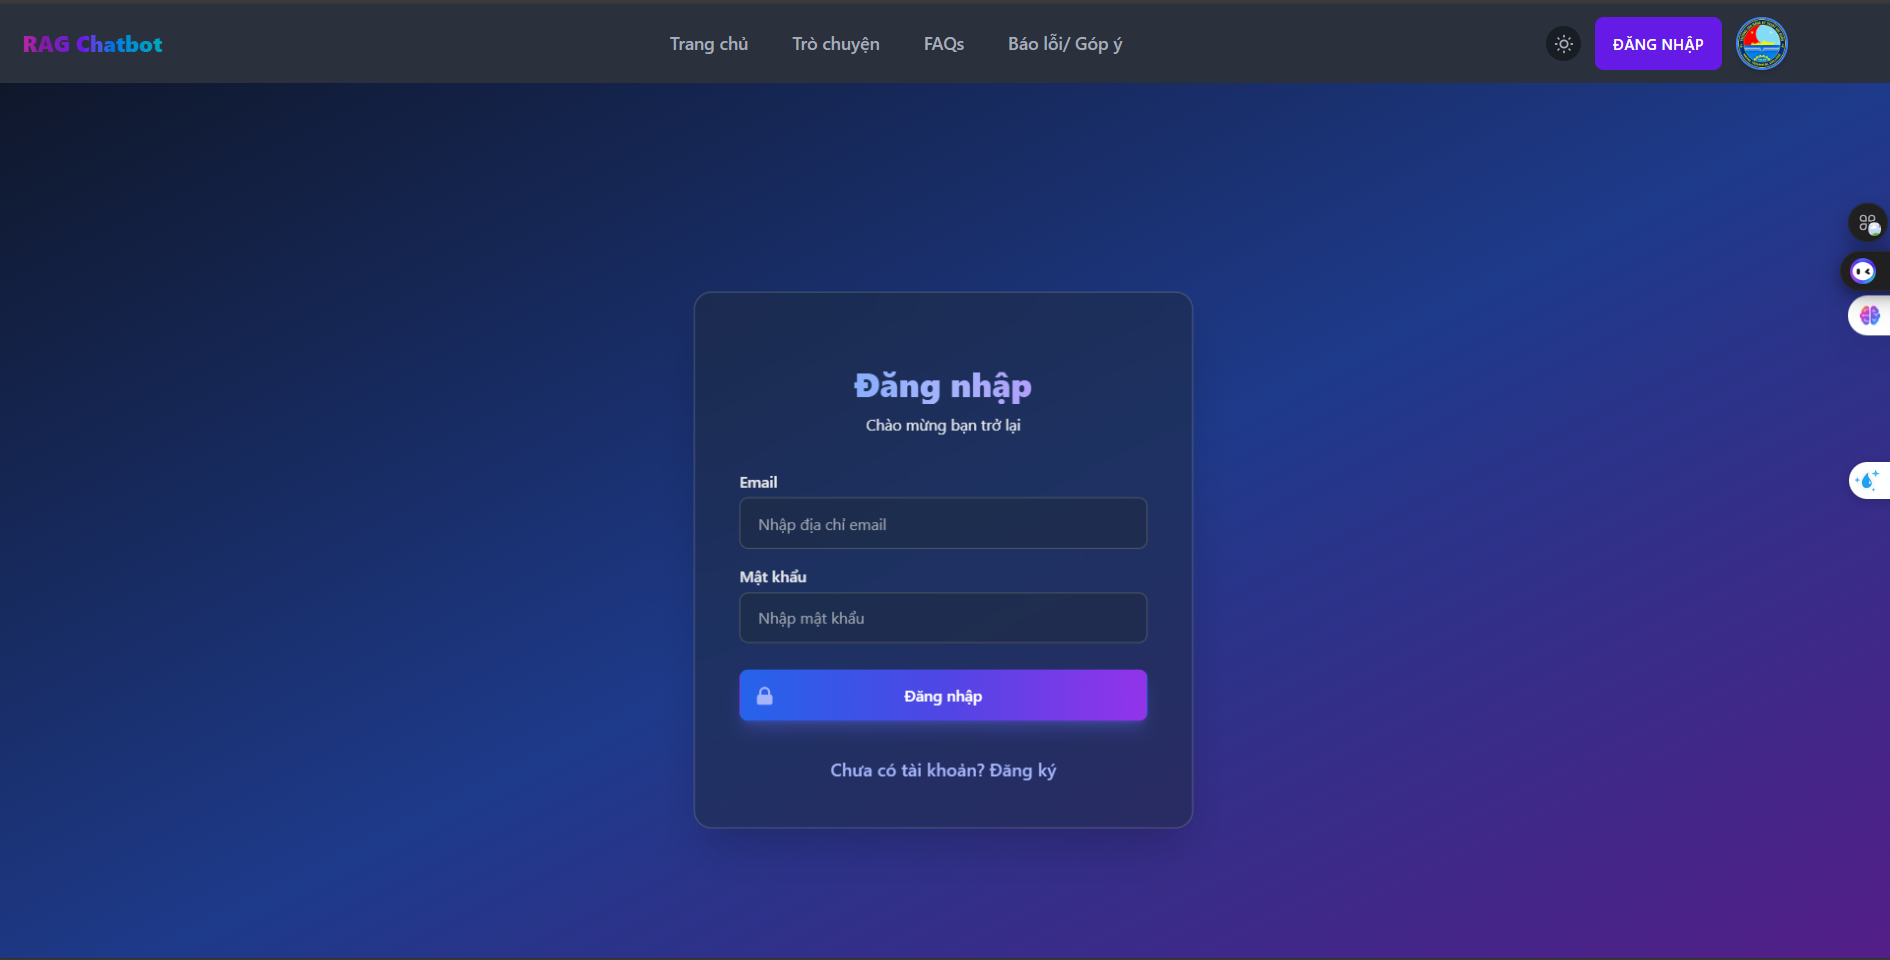 RAG Chatbot
Trang chủ
Trò chuyện
FAQs
Báo lỗi/ Góp ý
ĐĂNG NHẬP
Đăng nhập
Chào mừng bạn trở lại
Email
Nhập địa chỉ email
Mật khẩu
Nhập mật khẩu
Đăng nhập
Chưa có tài khoản? Đăng ký